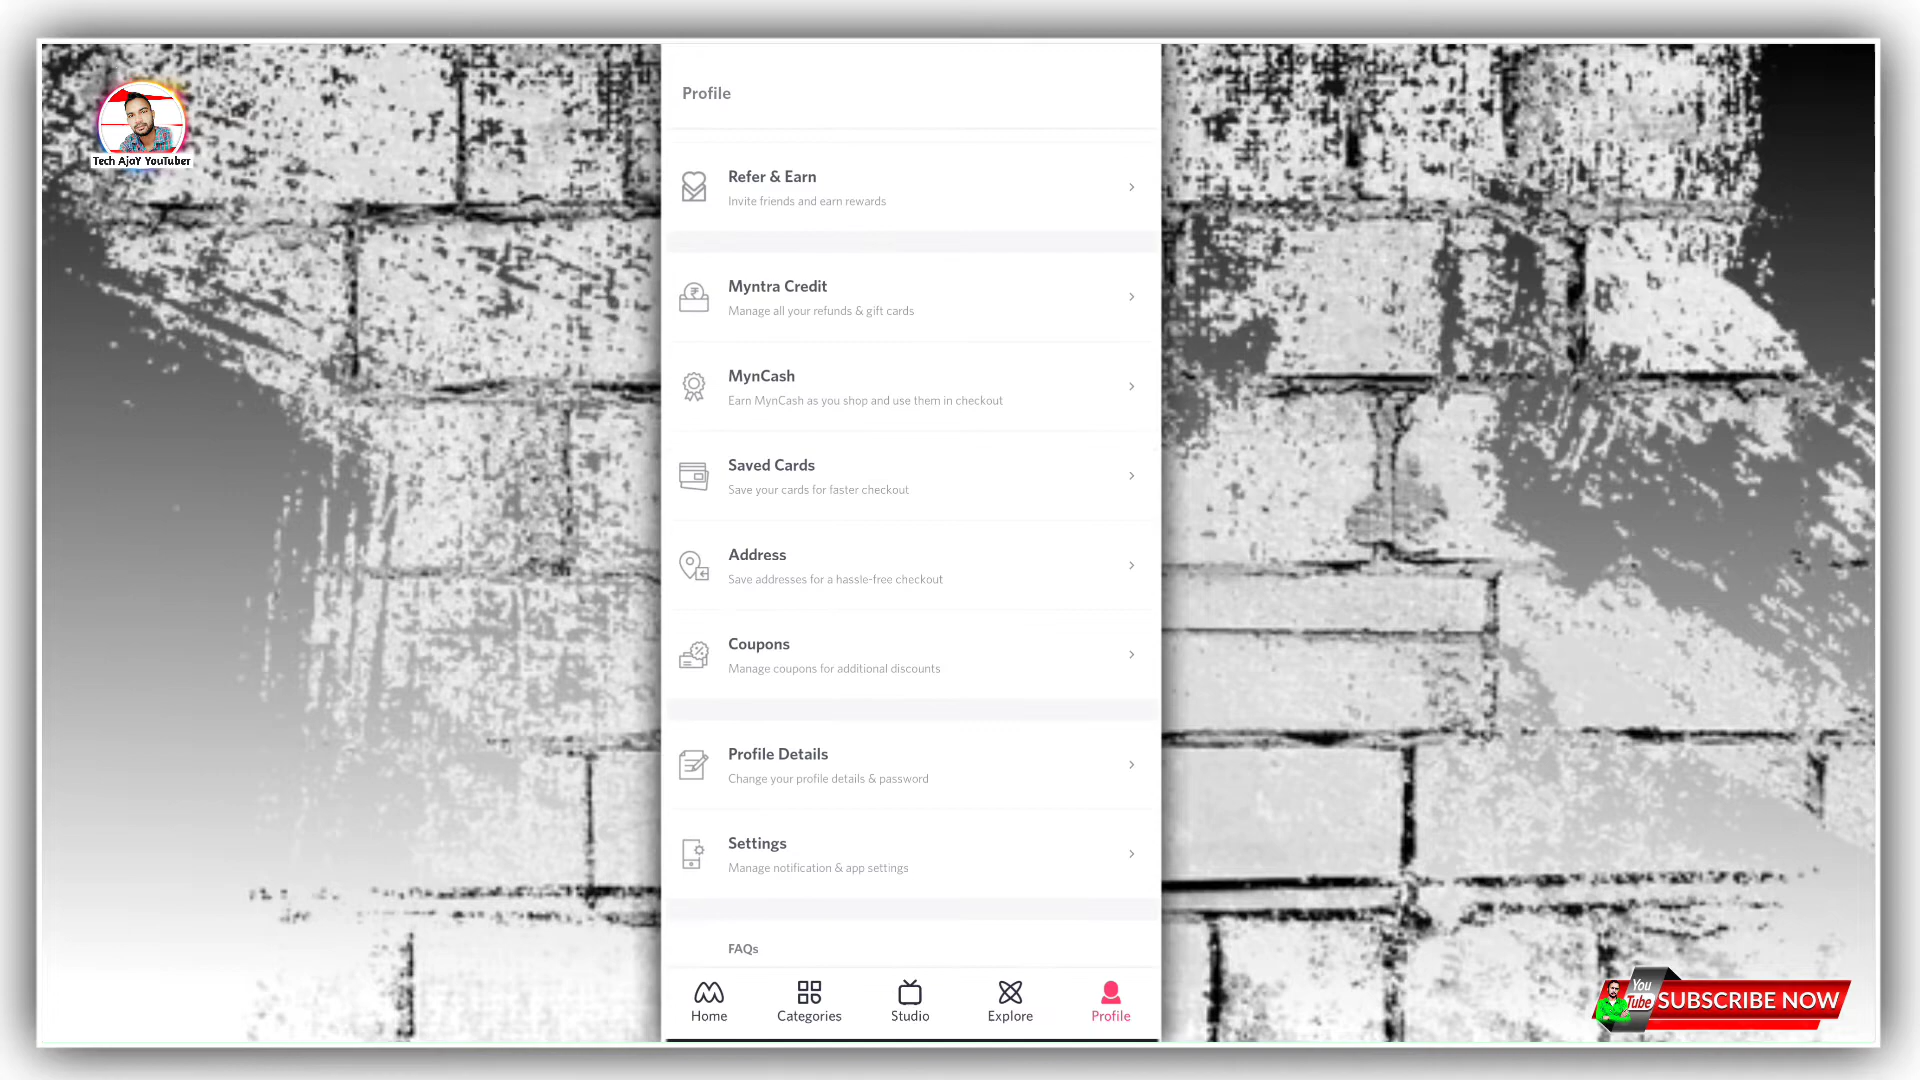 Tech AjaY YouTuber
Profile
Refer & Earn
Invite friends and earn rewards
Myntra Credit
Manage all your refunds & gift cards
MynCash
Earn MynCash as you shop and use them in checkout
Saved Cards
Save your cards for faster checkout
Address
Save addresses for a hassle-free checkout
Coupons
Manage coupons for additional discounts
Profile Details
Change your profile details & password
Settings
Manage notification & app settings
FAQs
Home
Categories
Studio
Explore
Profile
You
Tube
SUBSCRIBE NOW